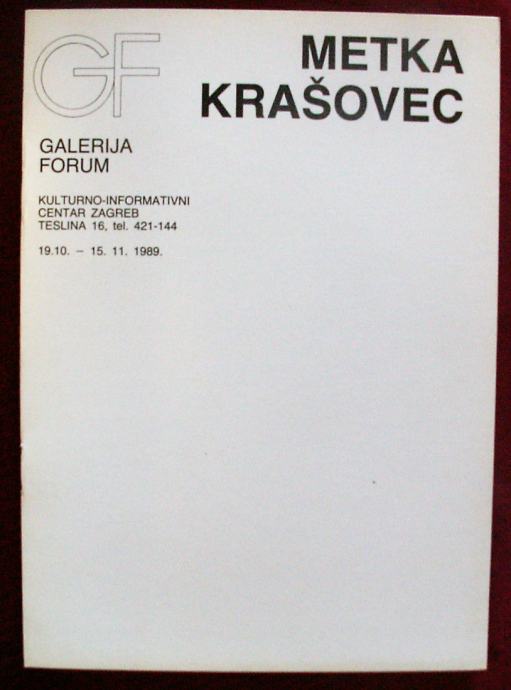 GF
METKA
KRAŠOVEC
GALERIJA
FORUM
KULTURNO-INFORMATIVNI
CENTAR ZAGREB
TESLINA 16, tel. 421-144
19.10. – 15. 11. 1989.